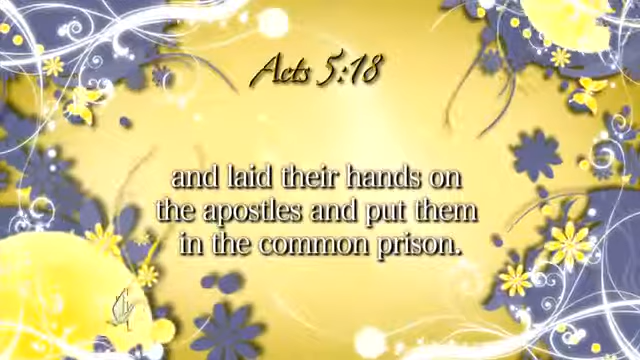 Acts 5:18
and laid their hands on
the apostles and put them
in the common prison.